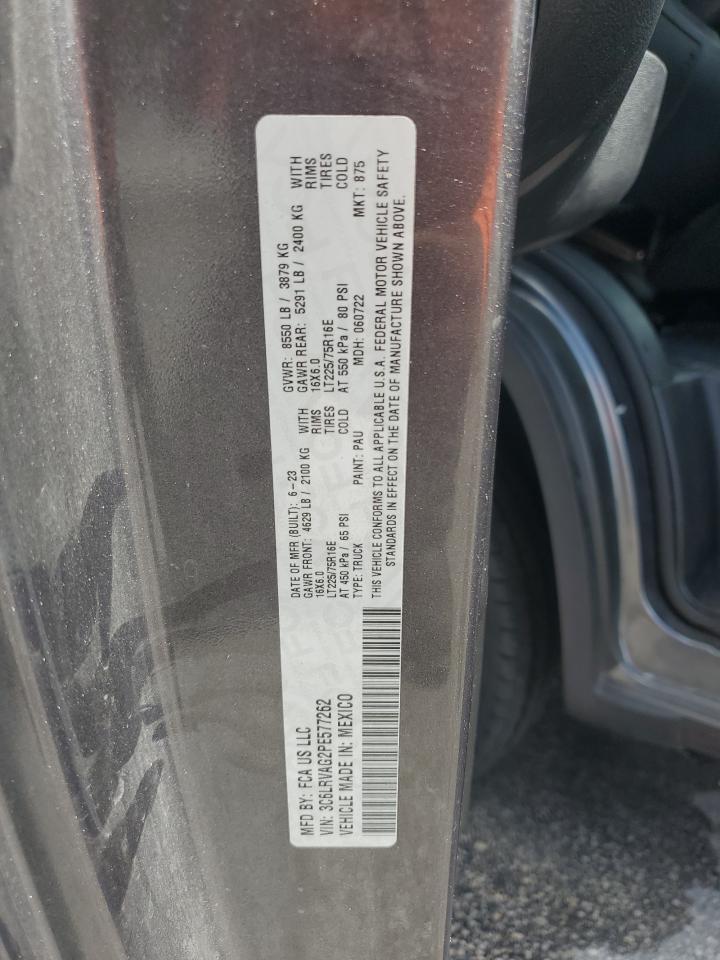 MFD BY: FCA US LLC
VIN: 3C6LRVAG2PE577262
VEHICLE MADE IN: MEXICO
DATE OF MFR (BUILT): 6-23 GVWR: 8550 LB / 3879 KG
GAWR FRONT: 4629 LB / 2100 KG WITH GAWR REAR: 5291 LB / 2400 KG WITH
16X6.0 RIMS 16X6.0 RIMS
LT225/75R16E TIRES LT225/75R16E TIRES
AT 450 kPa / 65 PSI COLD AT 550 kPa / 80 PSI COLD
TYPE: TRUCK PAINT: PAU MDH: 060722 MKT: 875
THIS VEHICLE CONFORMS TO ALL APPLICABLE U.S.A. FEDERAL MOTOR VEHICLE SAFETY
STANDARDS IN EFFECT ON THE DATE OF MANUFACTURE SHOWN ABOVE.